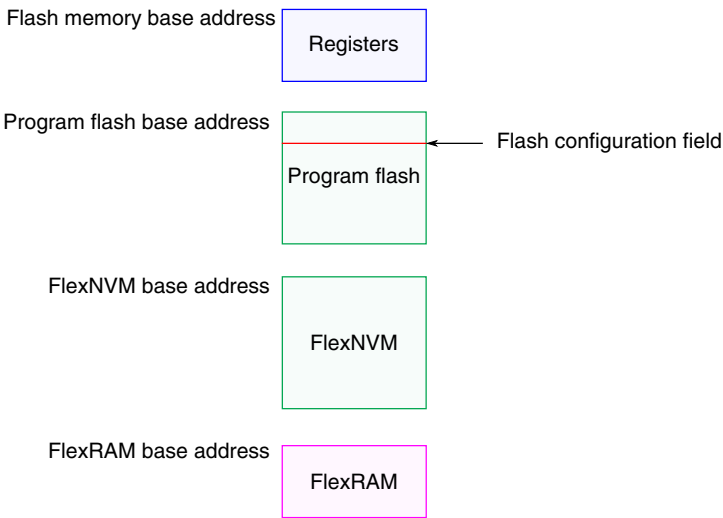 Flash memory base address
Registers
Program flash base address
Flash configuration field
Program flash
FlexNVM base address
FlexNVM
FlexRAM base address
FlexRAM